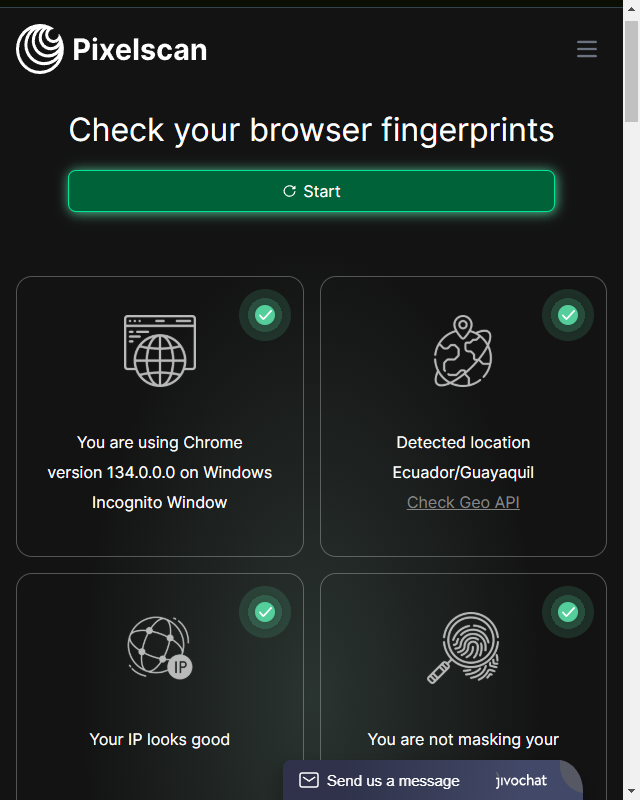 Pixelscan
Check your browser fingerprints
Start
You are using Chrome
version 134.0.0.0 on Windows
Incognito Window
Detected location
Ecuador/Guayaquil
Check Geo API
IP
Your IP looks good
You are not masking your
Send us a message
jivochat